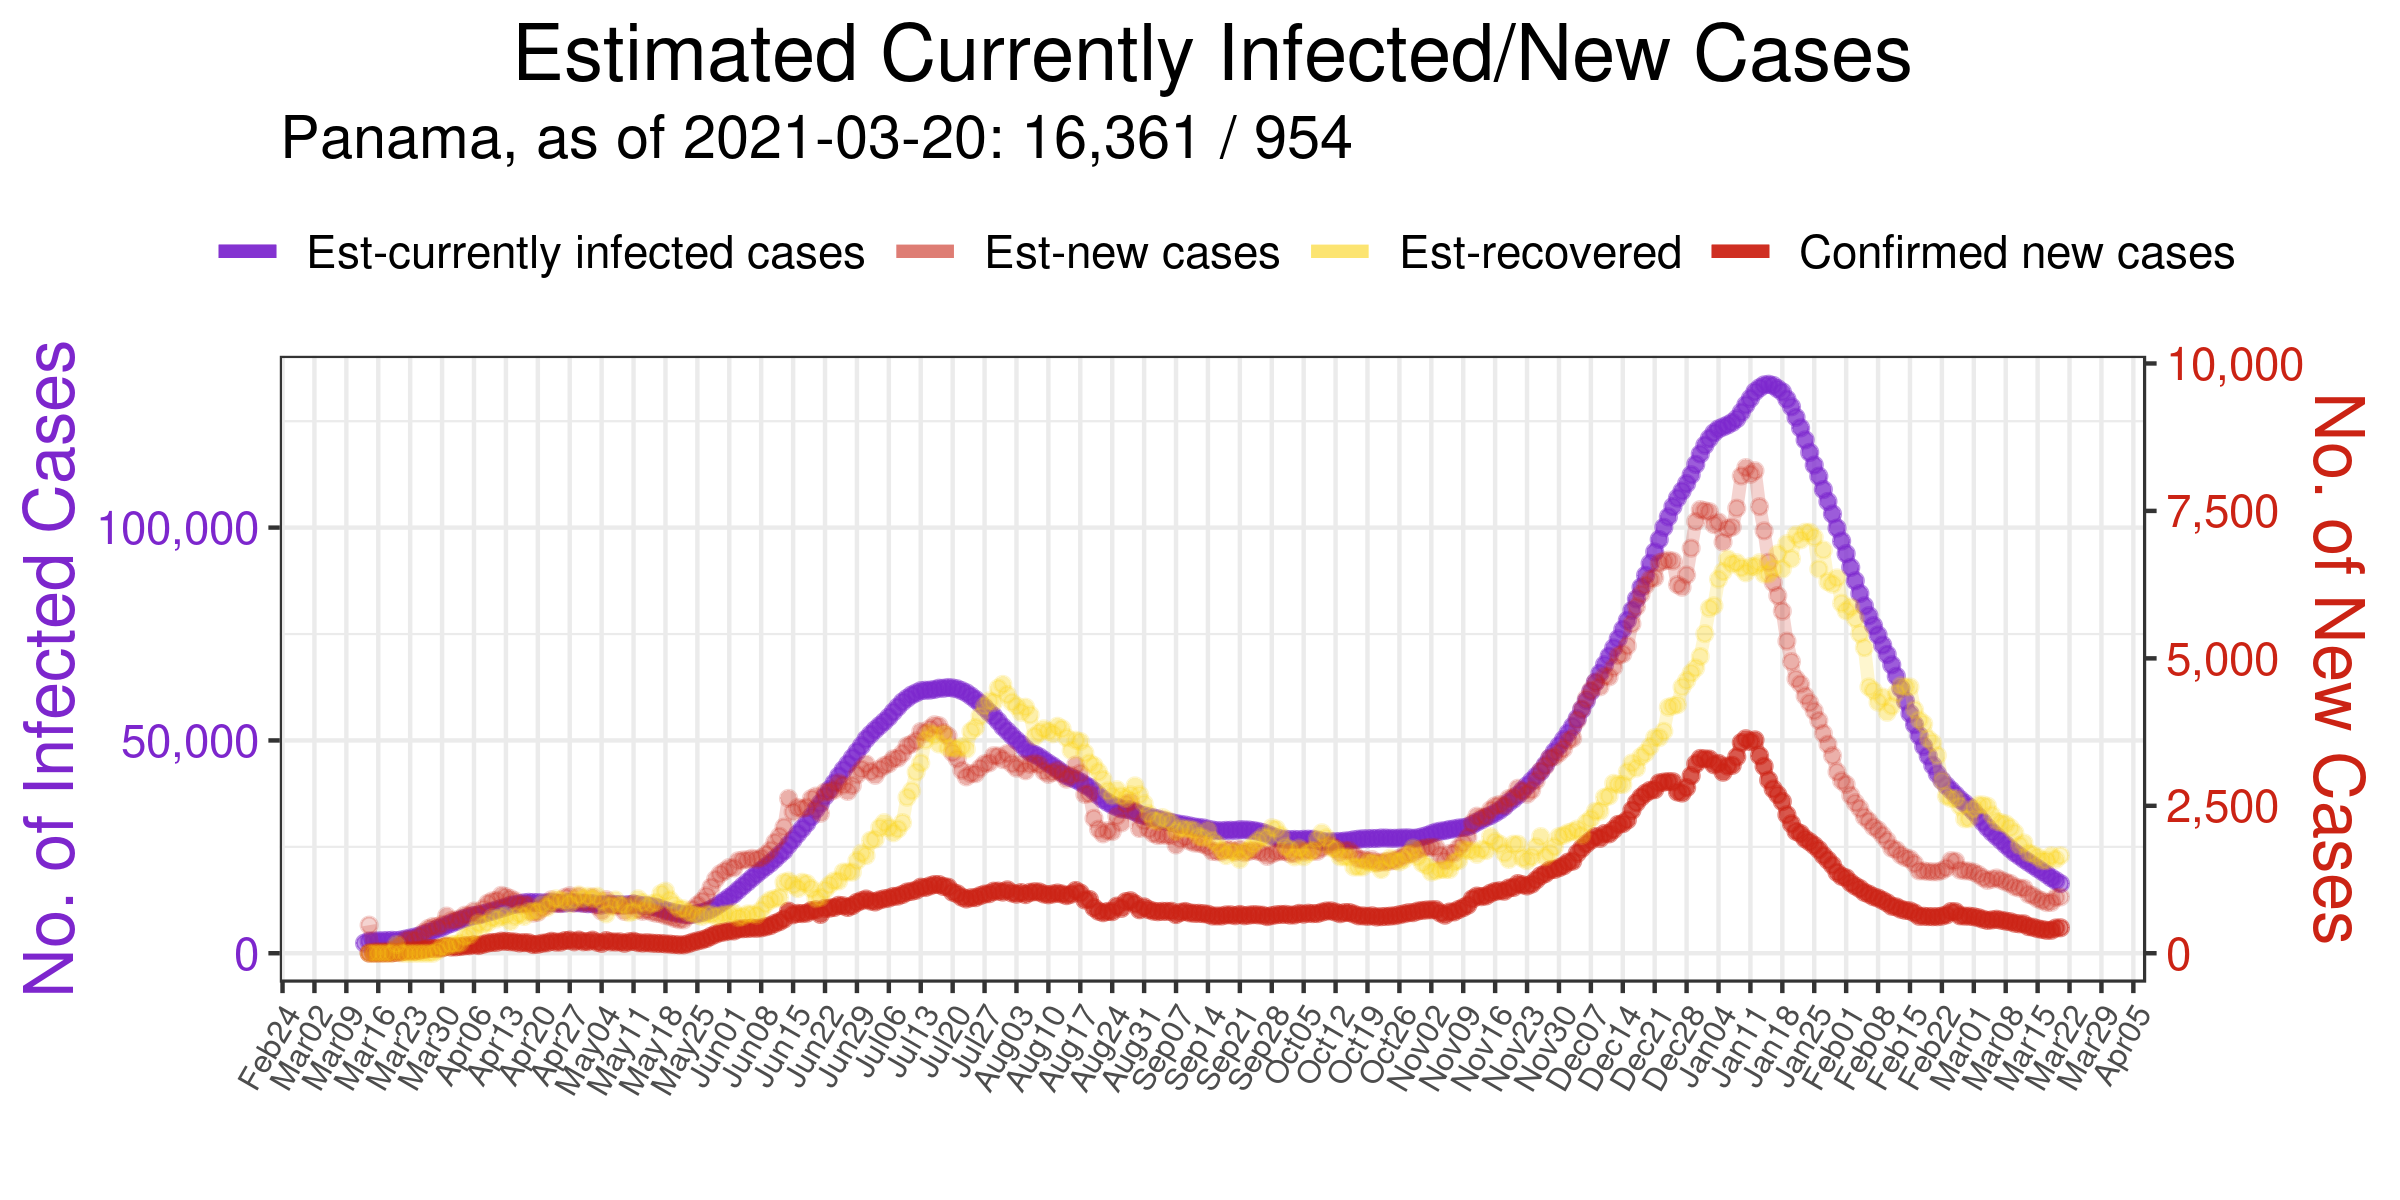 Estimated Currently Infected/New Cases
Panama, as of 2021-03-20: 16,361 / 954
Est-currently infected cases
Est-new cases
Est-recovered
Confirmed new cases
No. of Infected Cases
100,000
50,000
0
10,000
7,500
5,000
2,500
0
No. of New Cases
Feb24
Mar02
Mar09
Mar16
Mar23
Mar30
Apr06
Apr13
Apr20
Apr27
May04
May11
May18
May25
Jun01
Jun08
Jun15
Jun22
Jun29
Jul06
Jul13
Jul20
Jul27
Aug03
Aug10
Aug17
Aug24
Aug31
Sep07
Sep14
Sep21
Sep28
Oct05
Oct12
Oct19
Oct26
Nov02
Nov09
Nov16
Nov23
Nov30
Dec07
Dec14
Dec21
Dec28
Jan04
Jan11
Jan18
Jan25
Feb01
Feb08
Feb15
Feb22
Mar01
Mar08
Mar15
Mar22
Mar29
Apr05